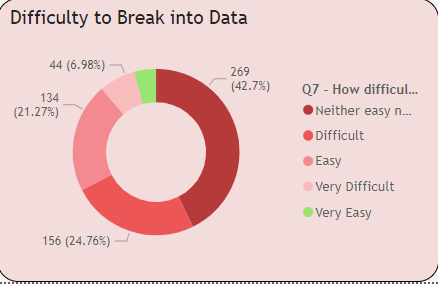 Difficulty to Break into Data
44 (6.98%)
269
(42.7%)
134
(21.27%)
156 (24.76%)
Q7 - How difficul...
Neither easy n...
Difficult
Easy
Very Difficult
Very Easy